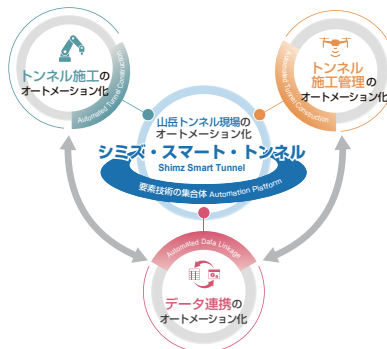 トンネル施工の
オートメーション化
Automated Tunnel Construction
トンネル
施工管理の
オートメーション化
Automated Tunnel Construction
山岳トンネル現場の
オートメーション化
シミズ・スマート・トンネル
Shimz Smart Tunnel
要素技術の集合体 Automation Platform
Automated Data Linkage
データ連携の
オートメーション化